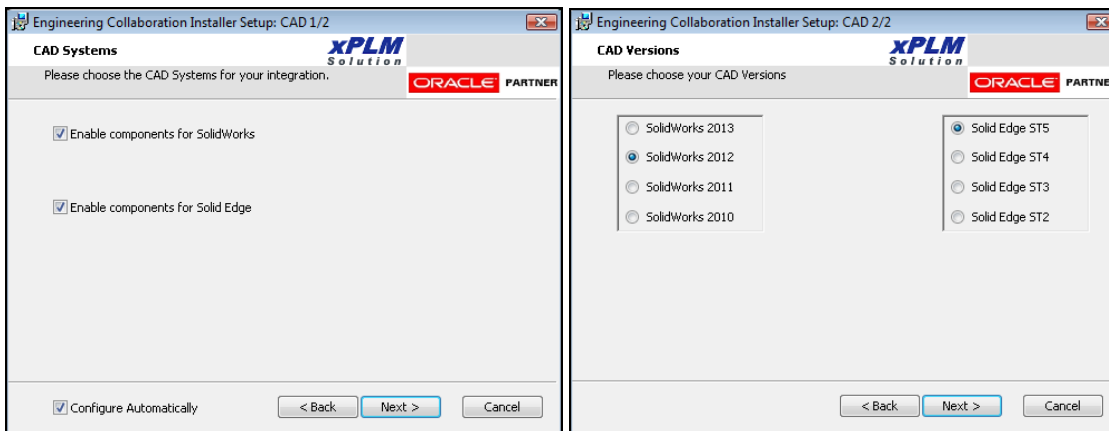 Engineering Collaboration Installer Setup: CAD 1/2
CAD Systems
xPLM
Solution
Please choose the CAD Systems for your integration.
ORACLE PARTNER
Enable components for SolidWorks
Enable components for Solid Edge
Configure Automatically
< Back
Next >
Cancel
Engineering Collaboration Installer Setup: CAD 2/2
CAD Versions
xPLM
Solution
Please choose your CAD Versions
ORACLE PARTNE
SolidWorks 2013
SolidWorks 2012
SolidWorks 2011
SolidWorks 2010
Solid Edge ST5
Solid Edge ST4
Solid Edge ST3
Solid Edge ST2
< Back
Next >
Cancel